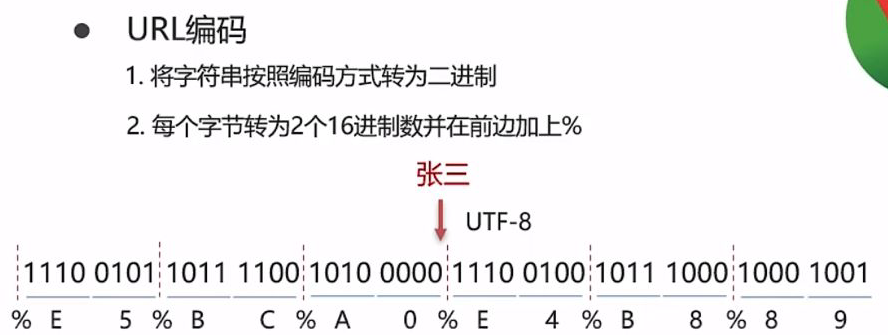 ● URL编码
1. 将字符串按照编码方式转为二进制
2. 每个字节转为2个16进制数并在前边加上%
张三
UTF-8
1110 0101 1011 1100 1010 0000 1110 0100 1011 1000 1000 1001
% E 5 % B C % A 0 % E 4 % B 8 % 8 9